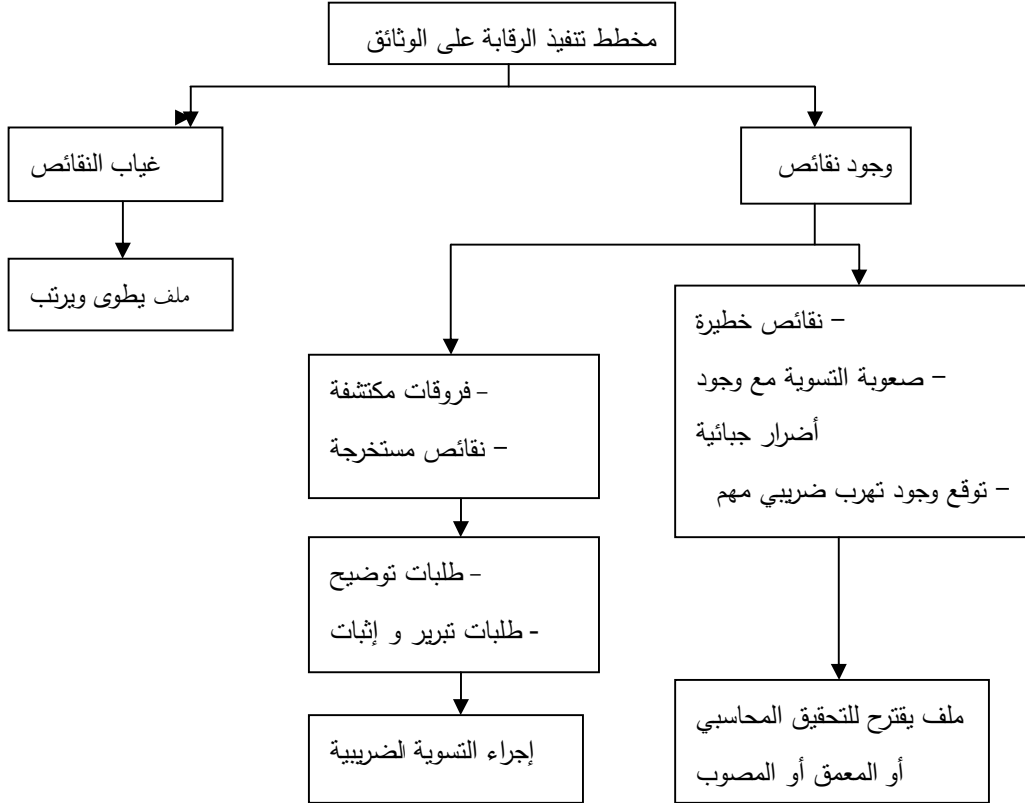 مخطط تنفيذ الرقابة على الوثائق
وجود نقائص
غياب النقائص
ملف يطوى ويرتب
– نقائص خطيرة
– صعوبة التسوية مع وجود
أضرار جبائية
– توقع وجود تهرب ضريبي مهم
- فروقات مكتشفة
– نقائص مستخرجة
- طلبات توضيح
- طلبات تبرير و إثبات
إجراء التسوية الضريبية
ملف يقترح للتحقيق المحاسبي
أو المعمق أو المصوب